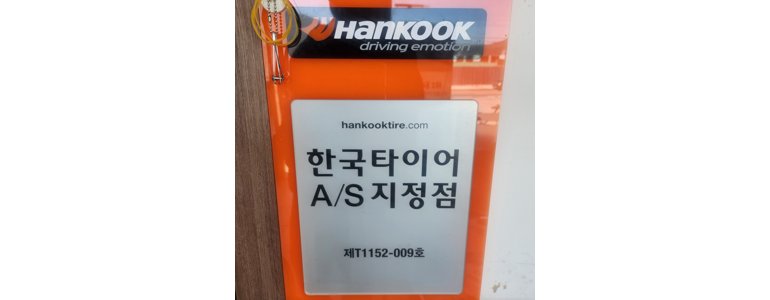 HANKOOK
driving emotion
hankooktire.com
한국타이어
A/S 지정점
제T1152-009호